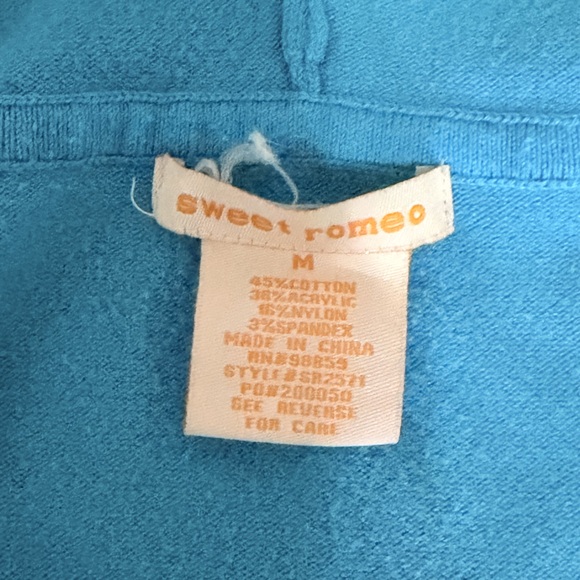 sweet romeo
M
45%COTTON
36%ACRYLIC
16%NYLON
3%SPANDEX
MADE IN CHINA
RN#98859
STYLE#SR2571
PO#200050
SEE REVERSE
FOR CARE